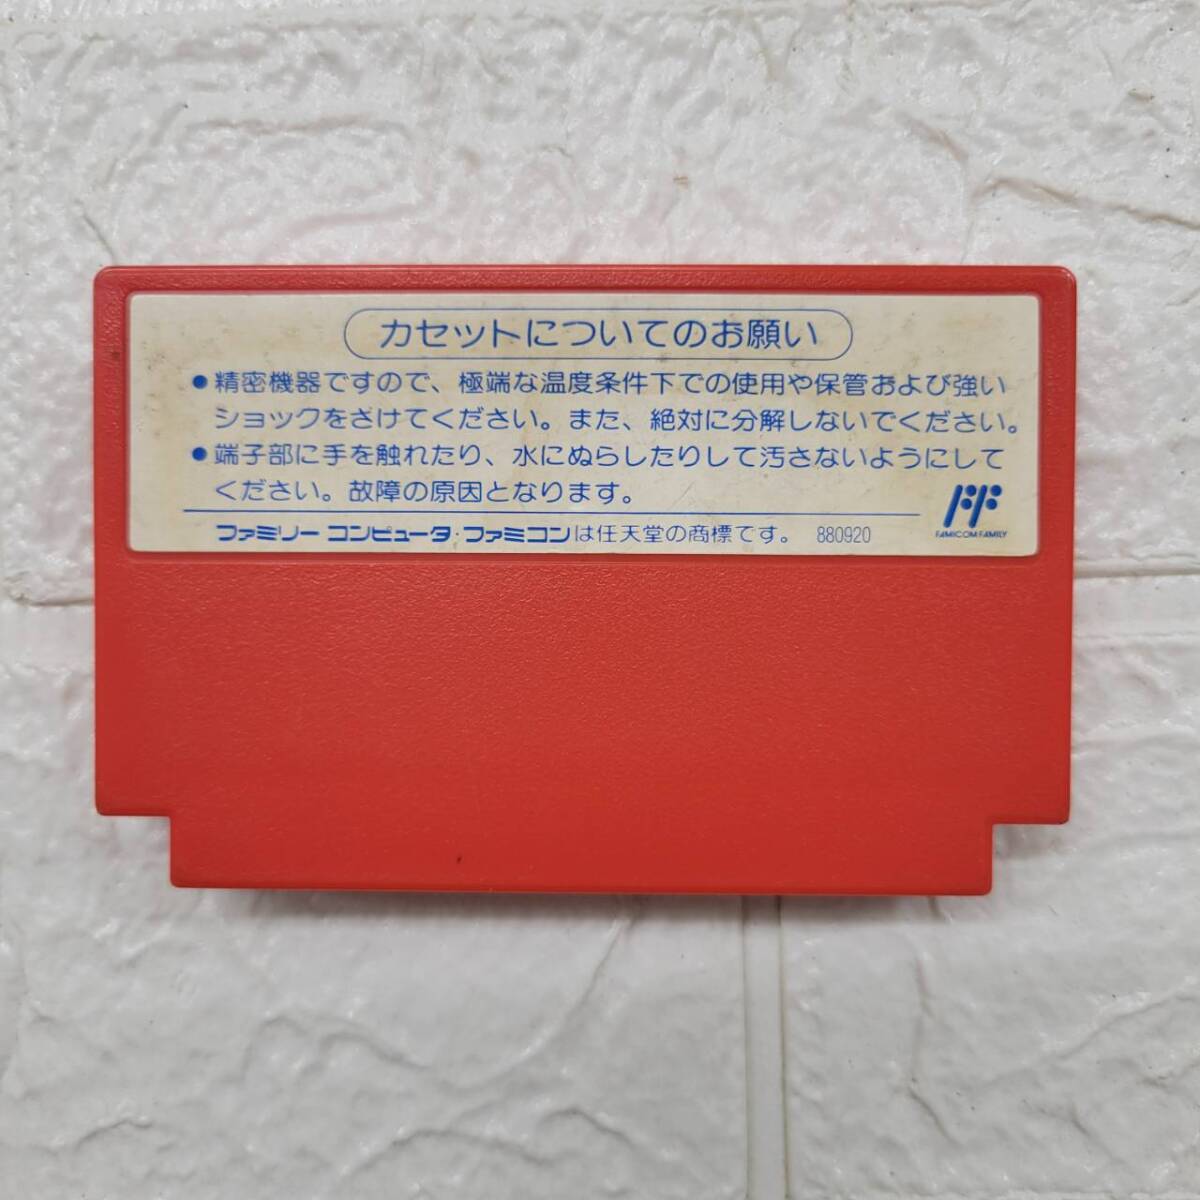 カセットについてのお願い
●精密機器ですので、極端な温度条件下での使用や保管および強い
ショックをさけてください。また、絶対に分解しないでください。
●端子部に手を触れたり、水にぬらしたりして汚さないようにして
ください。故障の原因となります。
ファミリーコンピュータ・ファミコンは任天堂の商標です。 880920
FAMICOM FAMILY